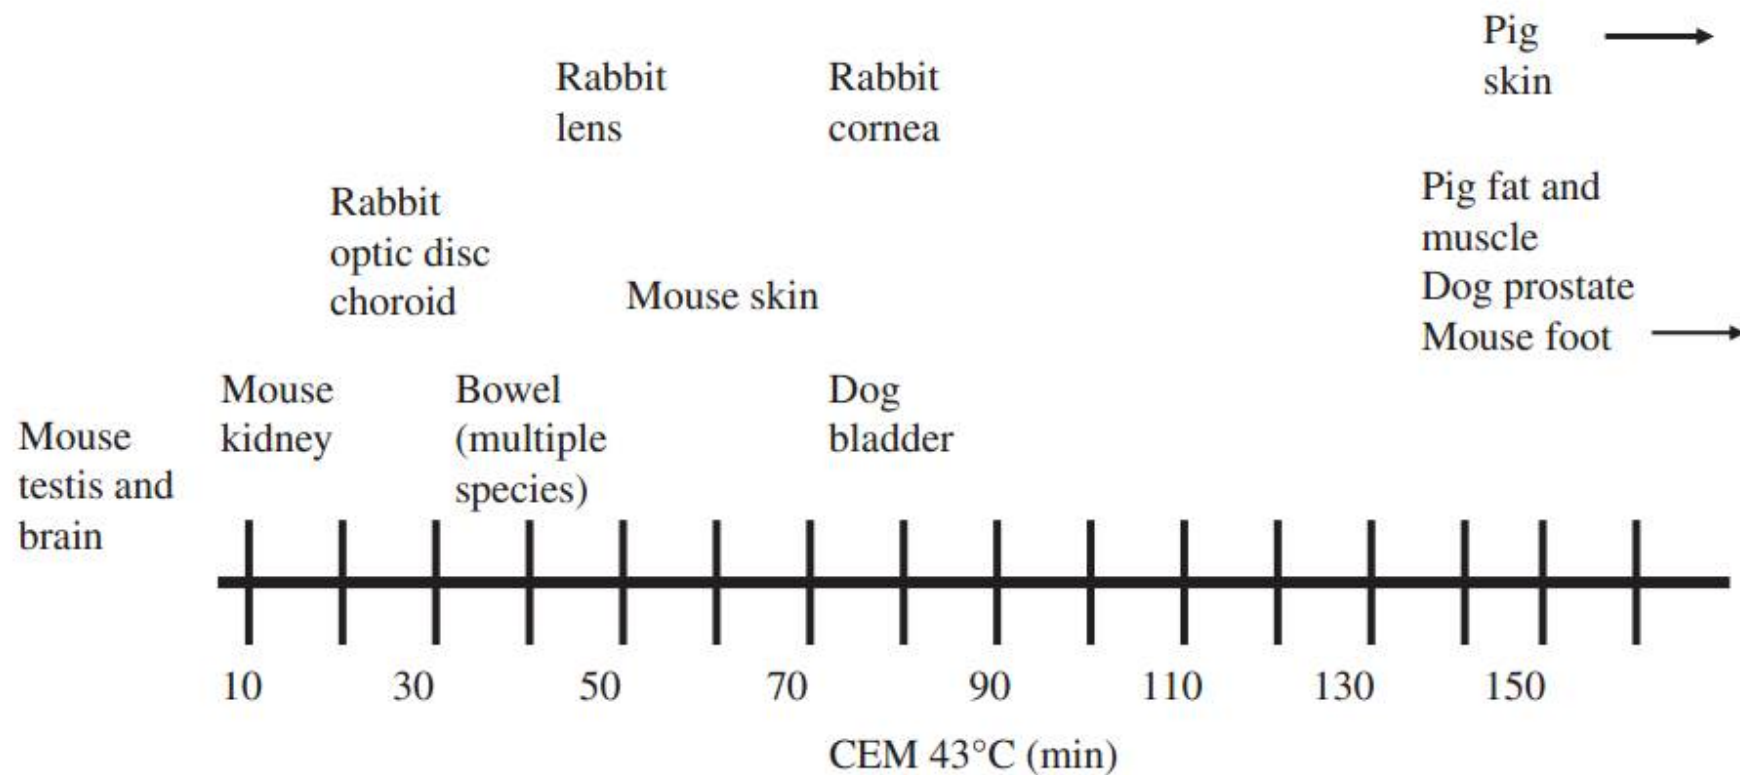 Pig
skin
Rabbit
lens
Rabbit
cornea
Rabbit
optic disc
choroid
Pig fat and
muscle
Dog prostate
Mouse foot
Mouse skin
Mouse
testis and
brain
Mouse
kidney
Bowel
(multiple
species)
Dog
bladder
10 30 50 70 90 110 130 150
CEM 43°C (min)